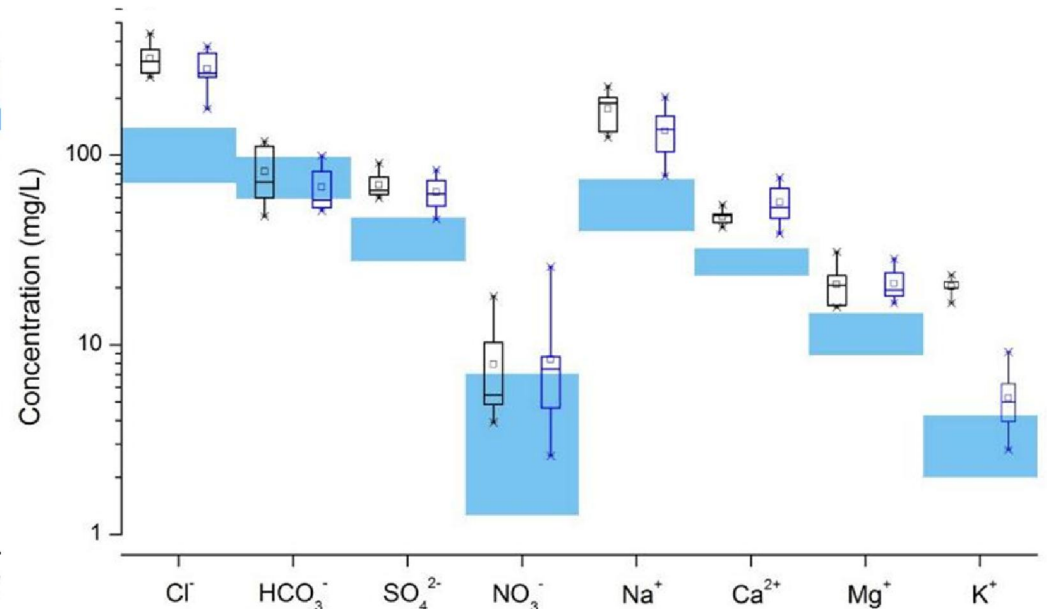 Concentration (mg/L)
100
10
1
Cl⁻ HCO₃⁻ SO₄²⁻ NO₃⁻ Na⁺ Ca²⁺ Mg⁺ K⁺